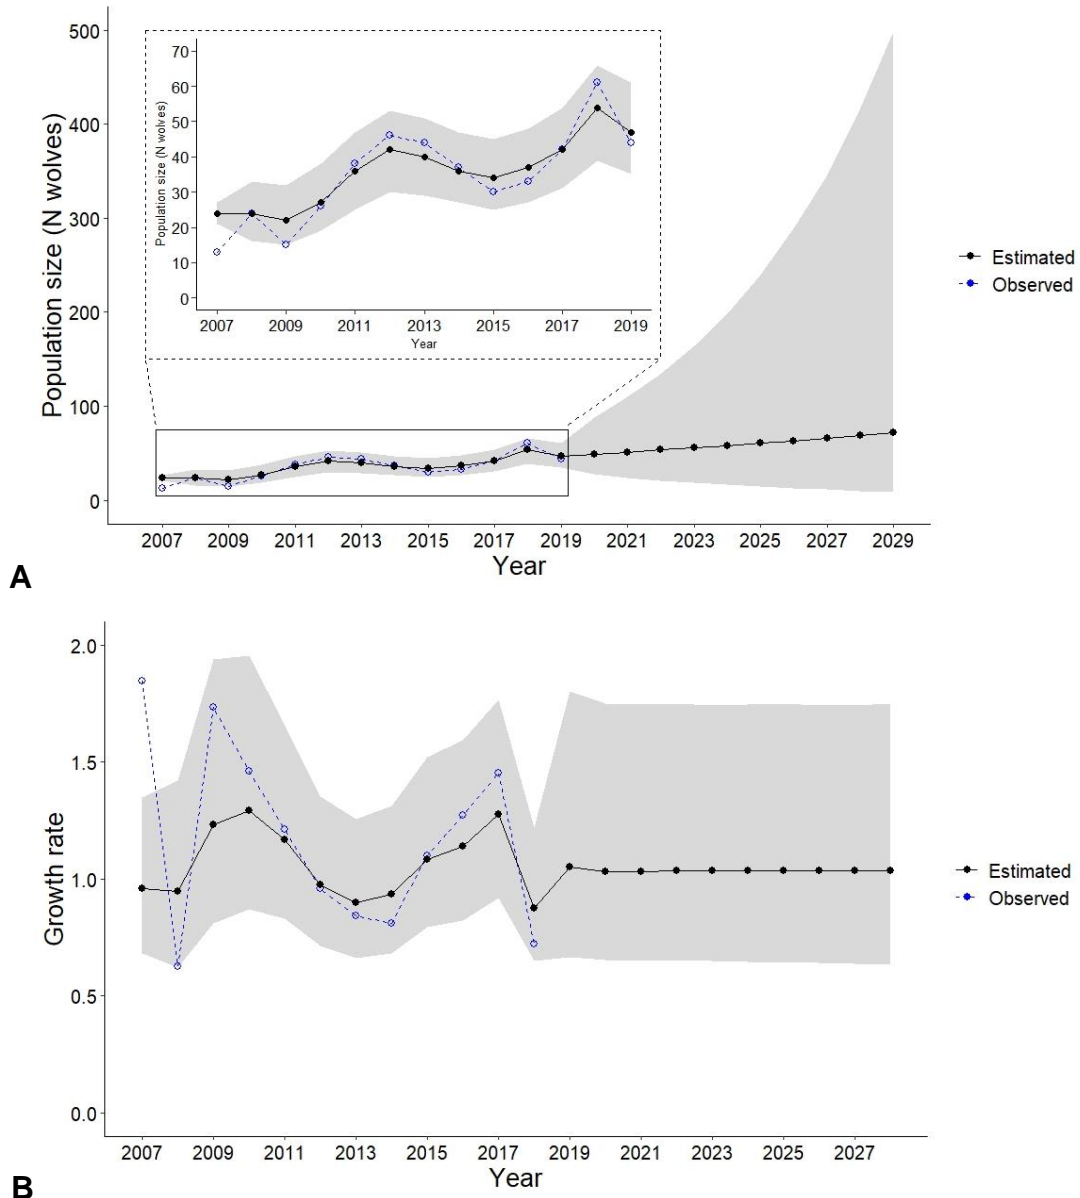 500
400
300
200
100
0
Population size (N wolves)
70
60
50
40
30
20
10
0
Population size (N wolves)
2007 2009 2011 2013 2015 2017 2019
Year
Estimated
Observed
2007 2009 2011 2013 2015 2017 2019 2021 2023 2025 2027 2029
Year
A
2.0
1.5
1.0
0.5
0.0
Growth rate
Estimated
Observed
2007 2009 2011 2013 2015 2017 2019 2021 2023 2025 2027
Year
B